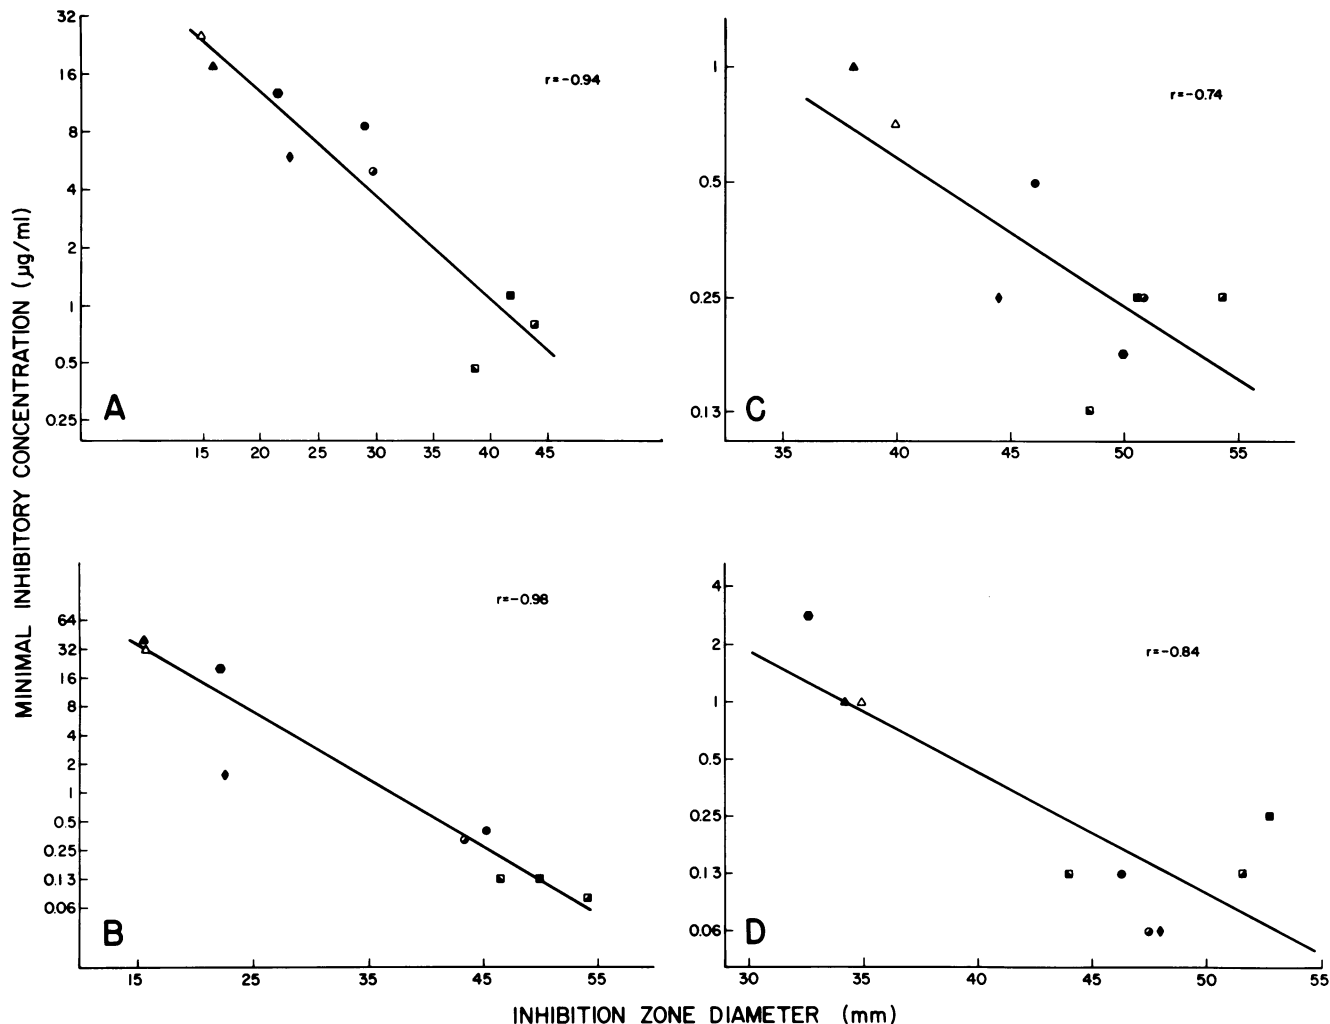 MINIMAL INHIBITORY CONCENTRATION (µg/ml)
32
16
8
4
2
1
0.5
0.25
A
r=-0.94
15 20 25 30 35 40 45
1
0.5
0.25
0.13
C
r=-0.74
35 40 45 50 55
64
32
16
8
4
2
1
0.5
0.25
0.13
0.06
B
r=-0.98
15 25 35 45 55
4
2
1
0.5
0.25
0.13
0.06
D
r=-0.84
30 35 40 45 50 55
INHIBITION ZONE DIAMETER (mm)